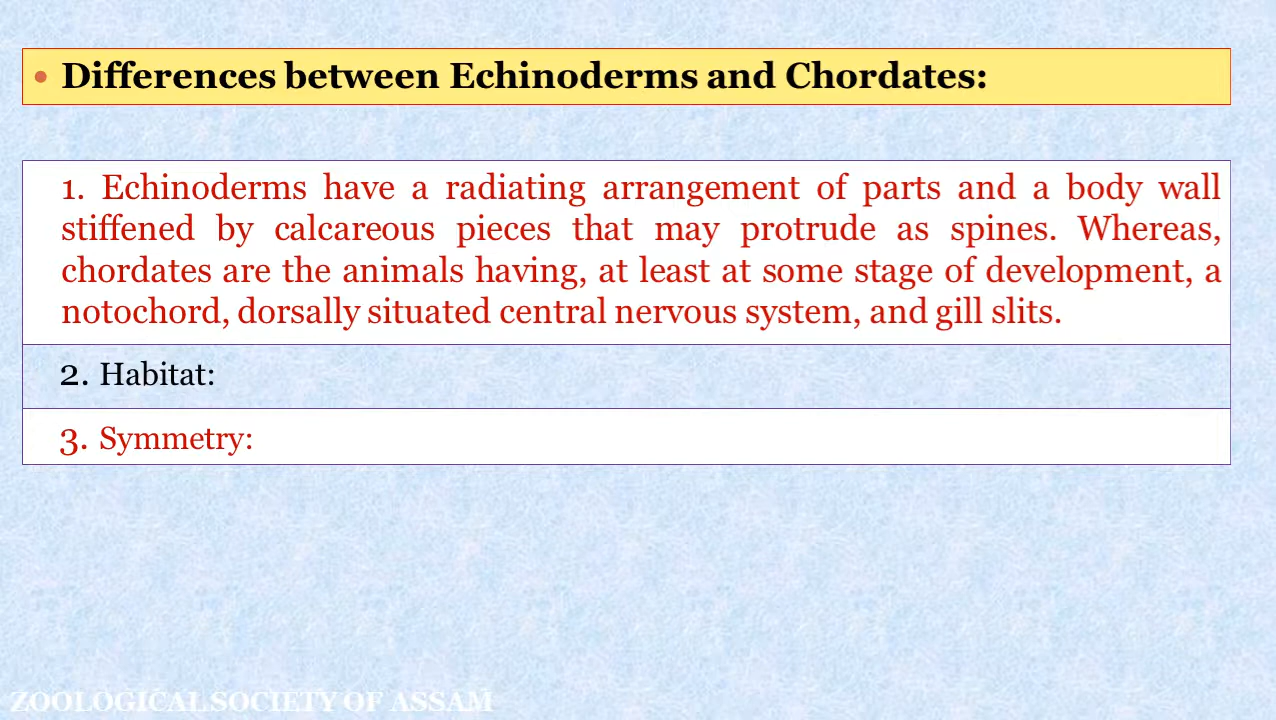 • Differences between Echinoderms and Chordates:
1. Echinoderms have a radiating arrangement of parts and a body wall
stiffened by calcareous pieces that may protrude as spines. Whereas,
chordates are the animals having, at least at some stage of development, a
notochord, dorsally situated central nervous system, and gill slits.
2. Habitat:
3. Symmetry:
ZOOLOGICAL SOCIETY OF ASSAM